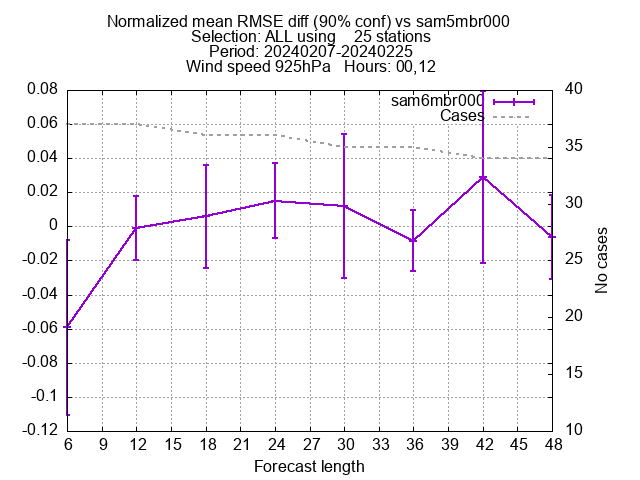 Normalized mean RMSE diff (90% conf) vs sam5mbr000
Selection: ALL using    25 stations
Period: 20240207-20240225
Wind speed 925hPa   Hours: 00,12
sam6mbr000
Cases
0.08
0.06
0.04
0.02
0
-0.02
-0.04
-0.06
-0.08
-0.1
-0.12
40
35
30
25
20
15
10
No cases
6 9 12 15 18 21 24 27 30 33 36 39 42 45 48
Forecast length